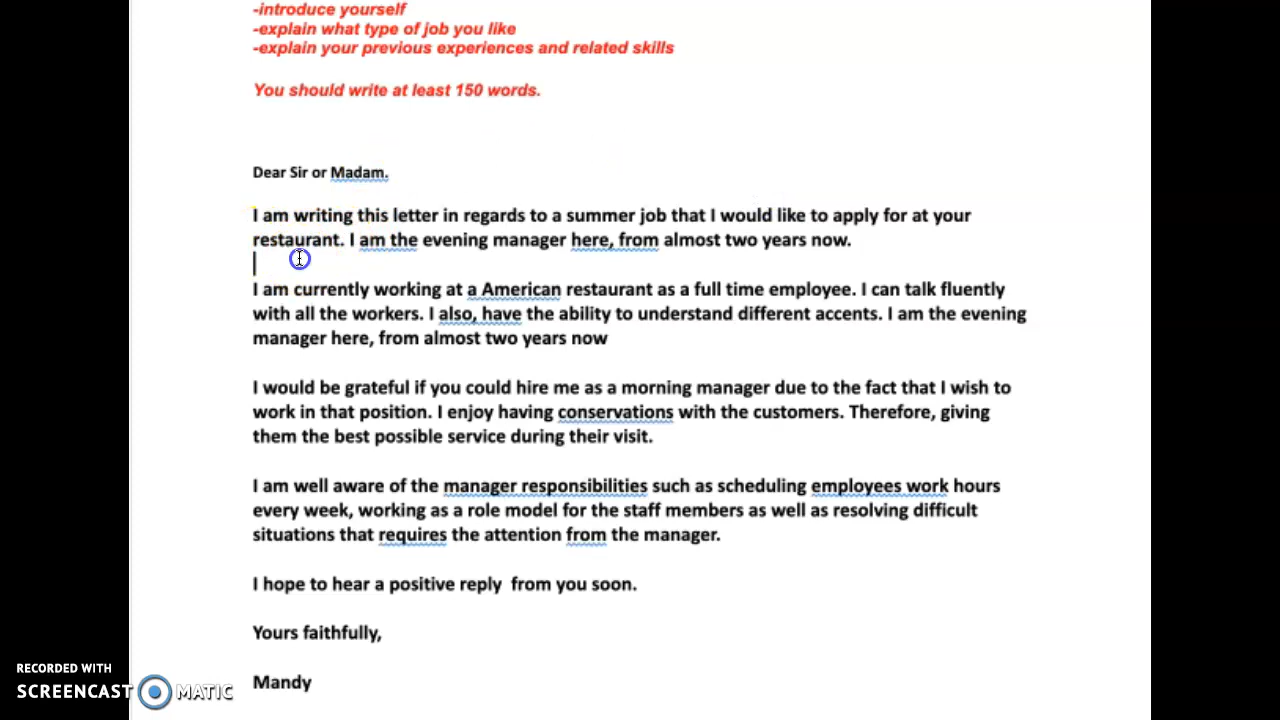 -introduce yourself
-explain what type of job you like
-explain your previous experiences and related skills
You should write at least 150 words.
Dear Sir or Madam.
I am writing this letter in regards to a summer job that I would like to apply for at your
restaurant. I am the evening manager here, from almost two years now.
I am currently working at a American restaurant as a full time employee. I can talk fluently
with all the workers. I also, have the ability to understand different accents. I am the evening
manager here, from almost two years now
I would be grateful if you could hire me as a morning manager due to the fact that I wish to
work in that position. I enjoy having conservations with the customers. Therefore, giving
them the best possible service during their visit.
I am well aware of the manager responsibilities such as scheduling employees work hours
every week, working as a role model for the staff members as well as resolving difficult
situations that requires the attention from the manager.
I hope to hear a positive reply  from you soon.
Yours faithfully,
Mandy
RECORDED WITH
SCREENCAST MATIC